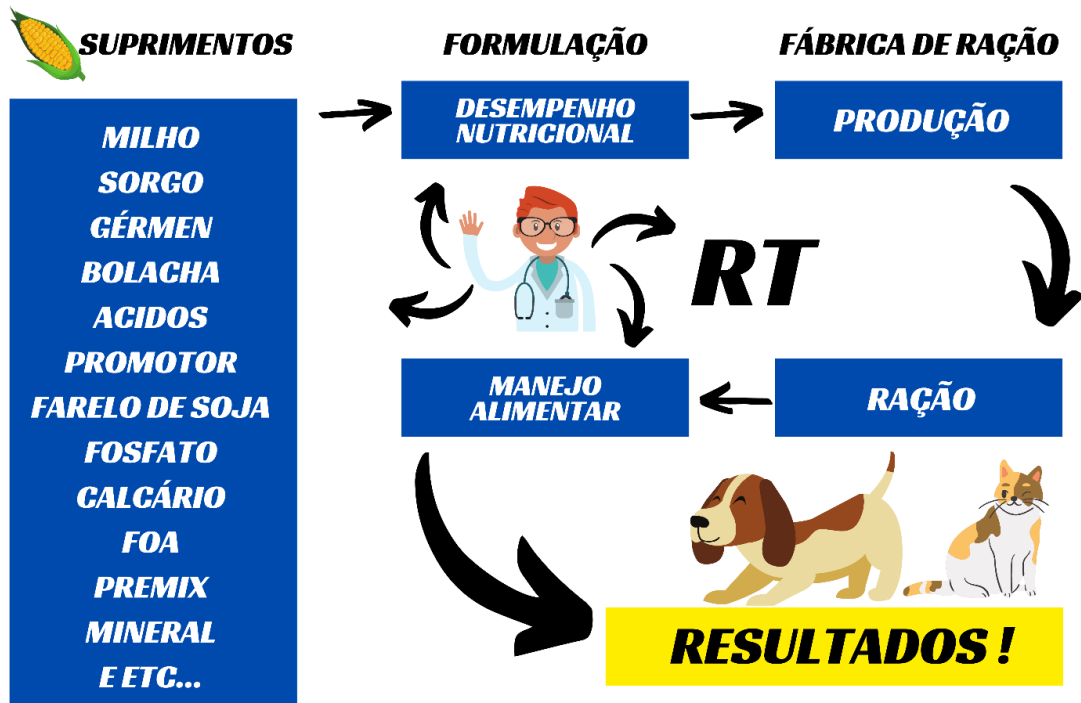 SUPRIMENTOS
MILHO
SORGO
GÉRMEN
BOLACHA
ACIDOS
PROMOTOR
FARELO DE SOJA
FOSFATO
CALCÁRIO
FOA
PREMIX
MINERAL
E ETC...
FORMULAÇÃO
DESEMPENHO
NUTRICIONAL
FÁBRICA DE RAÇÃO
PRODUÇÃO
RT
MANEJO
ALIMENTAR
RAÇÃO
RESULTADOS !